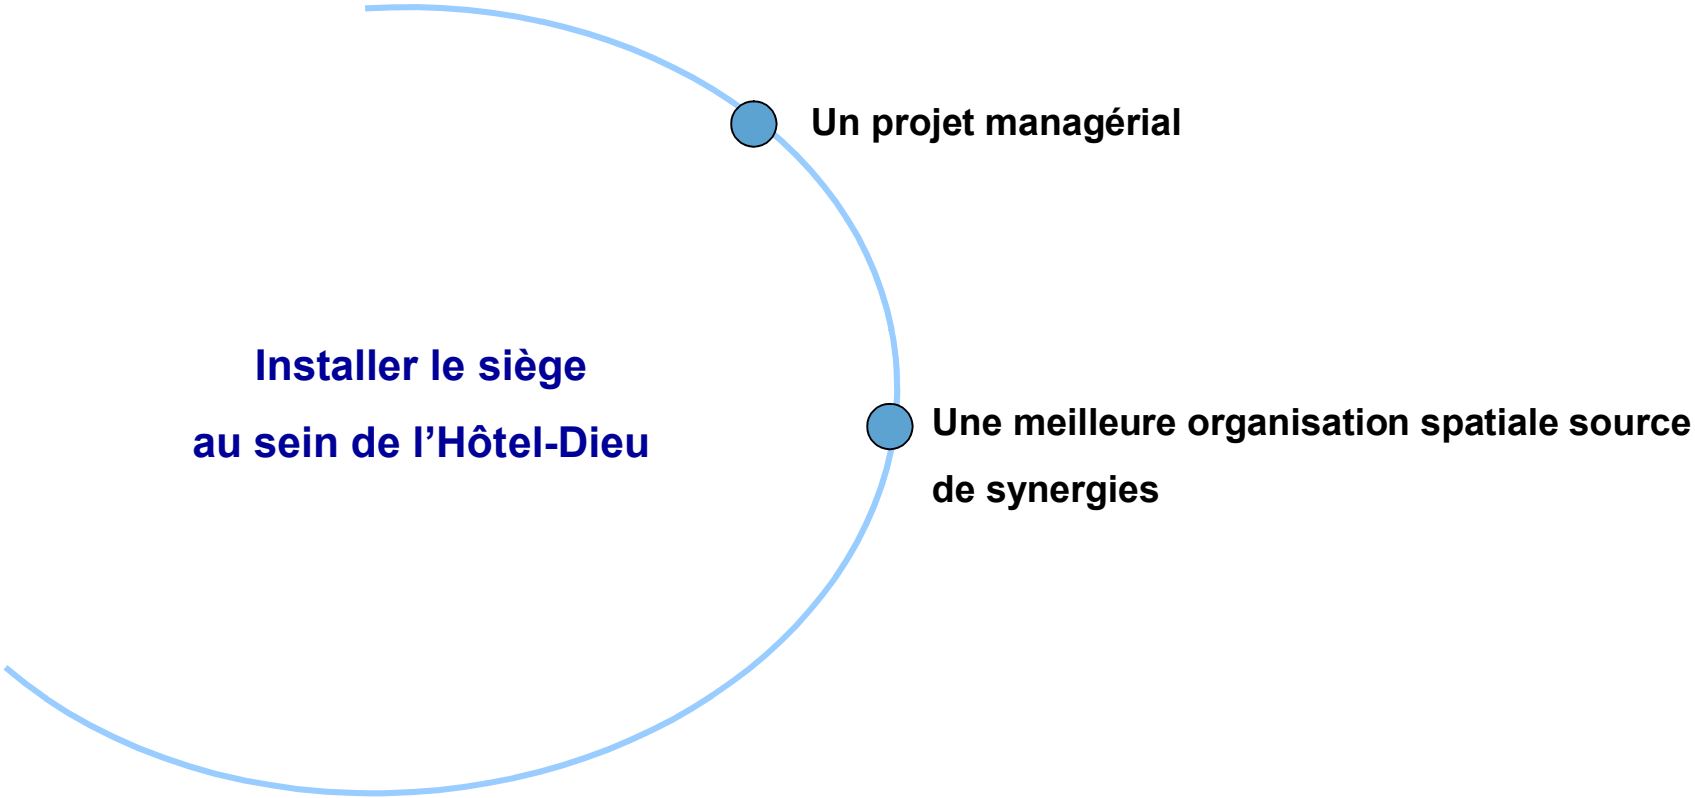 Un projet managérial
Installer le siège
au sein de l’Hôtel-Dieu
Une meilleure organisation spatiale source
de synergies